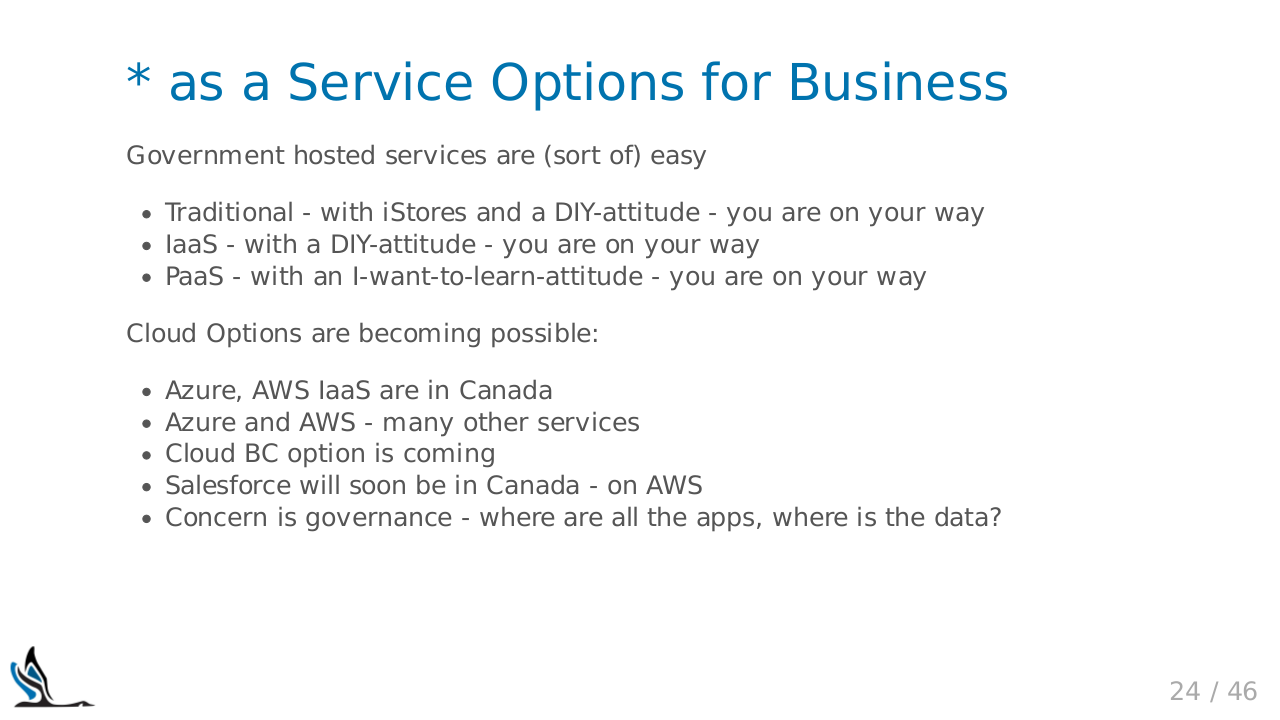 * as a Service Options for Business
Government hosted services are (sort of) easy
• Traditional - with iStores and a DIY-attitude - you are on your way
• IaaS - with a DIY-attitude - you are on your way
• PaaS - with an I-want-to-learn-attitude - you are on your way
Cloud Options are becoming possible:
• Azure, AWS IaaS are in Canada
• Azure and AWS - many other services
• Cloud BC option is coming
• Salesforce will soon be in Canada - on AWS
• Concern is governance - where are all the apps, where is the data?
24 / 46